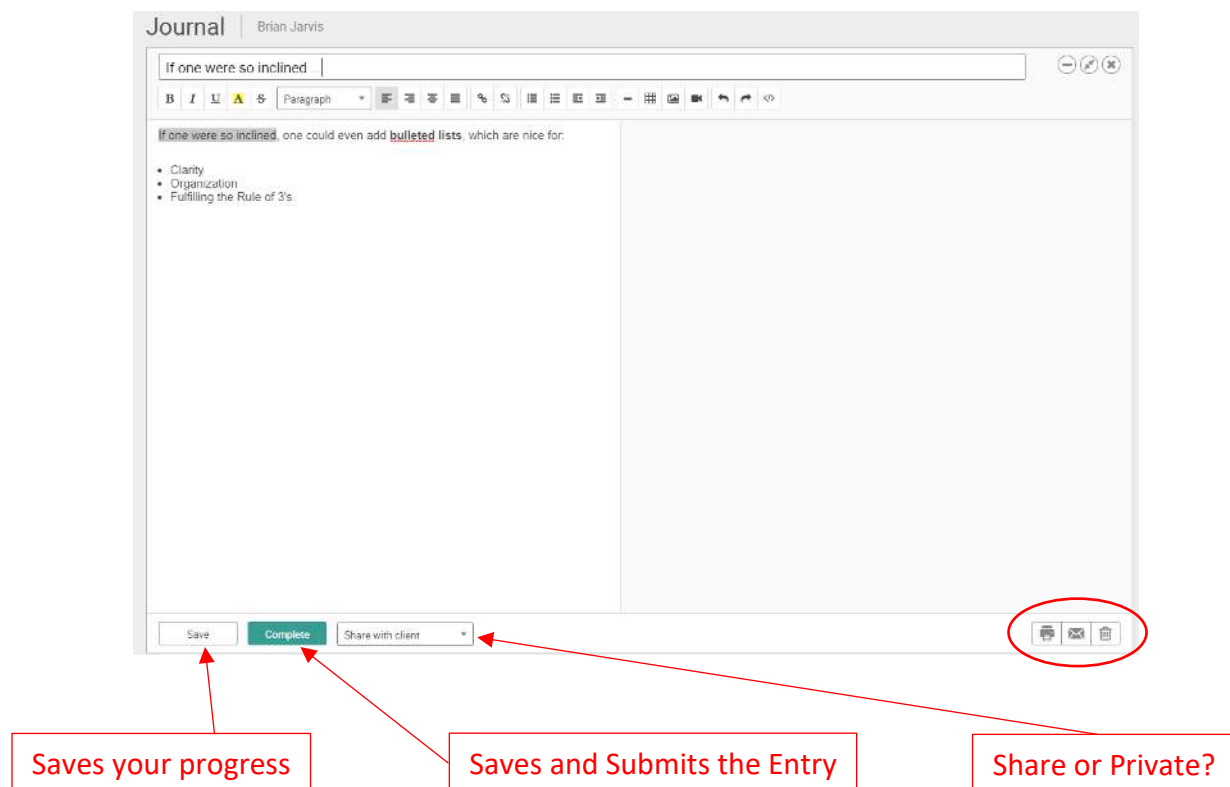 Journal Brian Jarvis
If one were so inclined ...
B I U A S Paragraph
If one were so inclined, one could even add bulleted lists, which are nice for:
• Clarity
• Organization
• Fulfilling the Rule of 3's
Save Complete Share with client
Saves your progress Saves and Submits the Entry Share or Private?